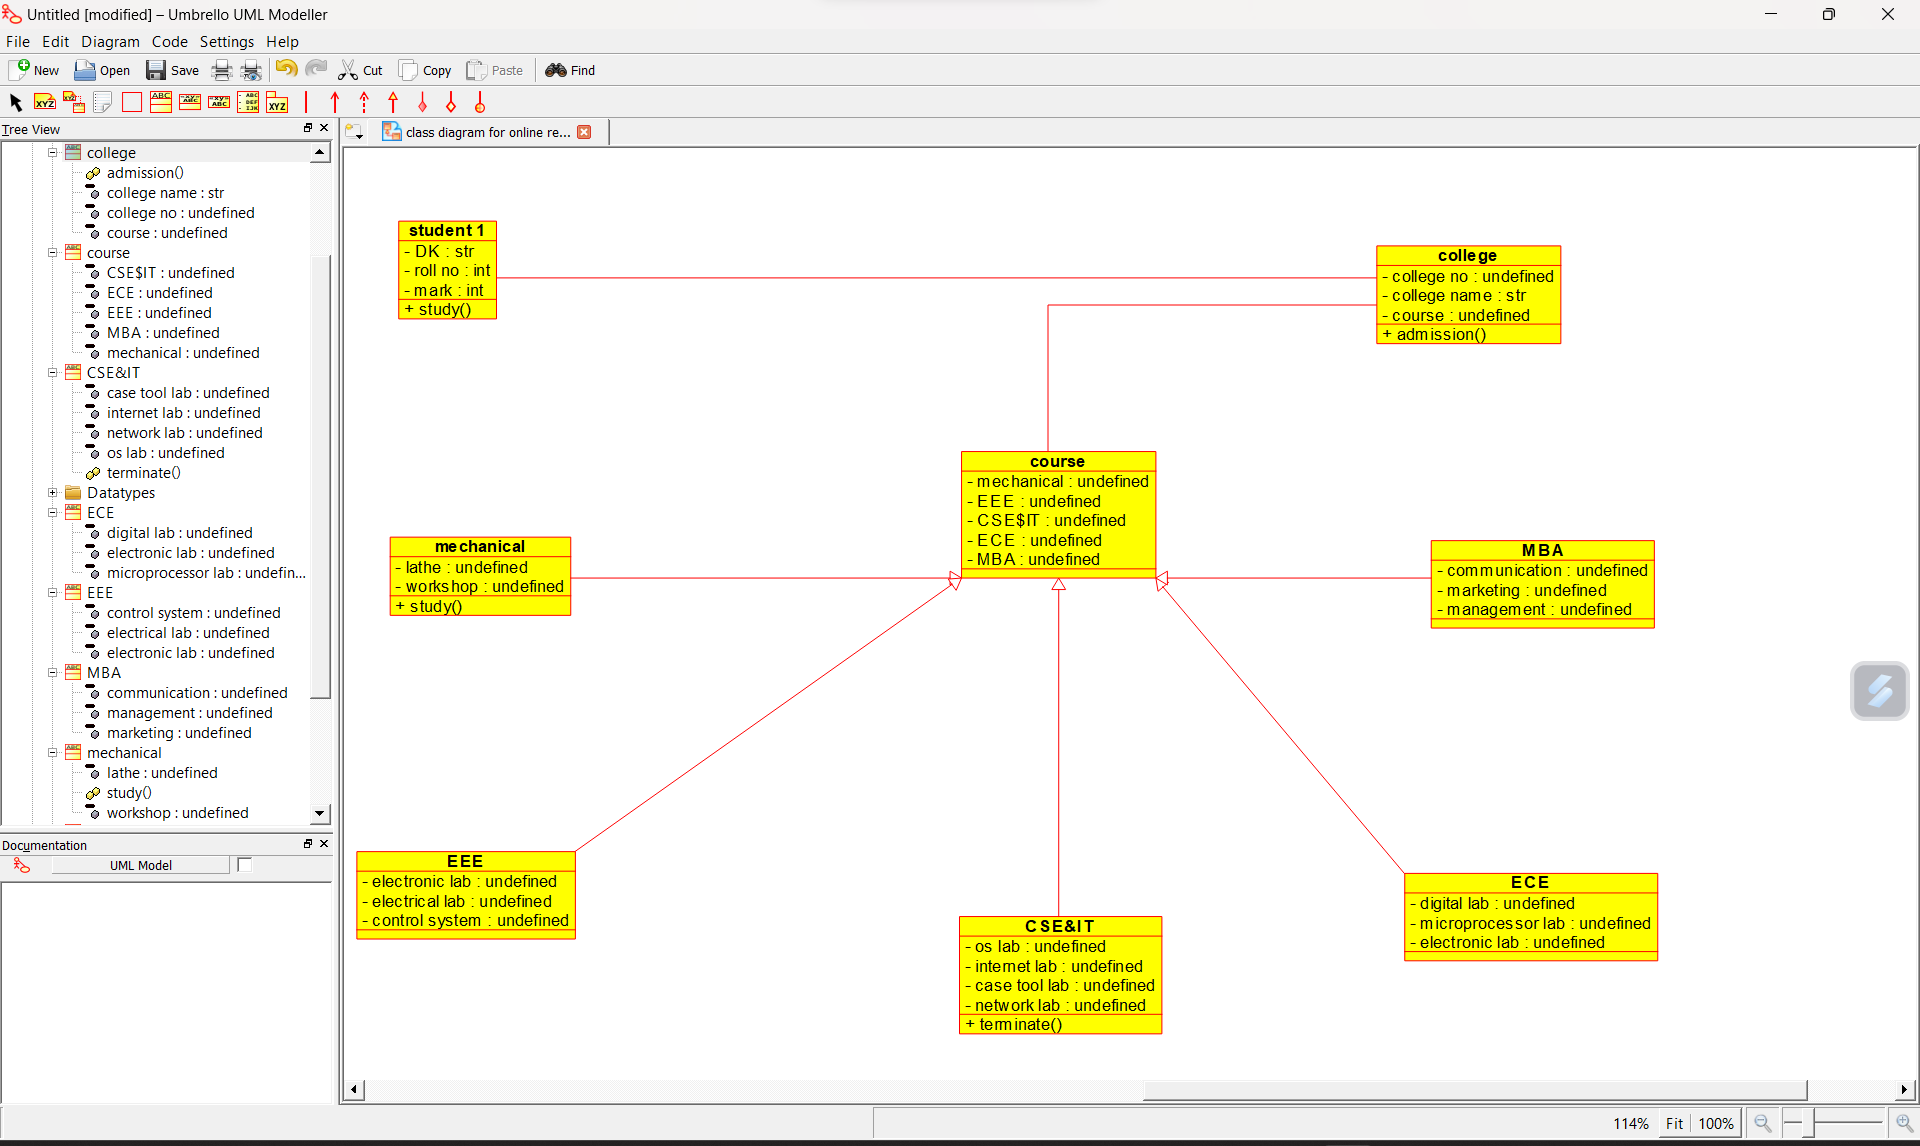 Untitled [modified] – Umbrello UML Modeller
File Edit Diagram Code Settings Help
New Open Save Cut Copy Paste Find
Tree View
class diagram for online re...
college
admission()
college name : str
college no : undefined
course : undefined
course
CSE$IT : undefined
ECE : undefined
EEE : undefined
MBA : undefined
mechanical : undefined
CSE&IT
case tool lab : undefined
internet lab : undefined
network lab : undefined
os lab : undefined
terminate()
Datatypes
ECE
digital lab : undefined
electronic lab : undefined
microprocessor lab : undefin...
EEE
control system : undefined
electrical lab : undefined
electronic lab : undefined
MBA
communication : undefined
management : undefined
marketing : undefined
mechanical
lathe : undefined
study()
workshop : undefined
Documentation
UML Model
student 1
- DK : str
- roll no : int
- mark : int
+ study()
college
- college no : undefined
- college name : str
- course : undefined
+ admission()
course
- mechanical : undefined
- EEE : undefined
- CSE$IT : undefined
- ECE : undefined
- MBA : undefined
mechanical
- lathe : undefined
- workshop : undefined
+ study()
MBA
- communication : undefined
- marketing : undefined
- management : undefined
EEE
- electronic lab : undefined
- electrical lab : undefined
- control system : undefined
CSE&IT
- os lab : undefined
- internet lab : undefined
- case tool lab : undefined
- network lab : undefined
+ terminate()
ECE
- digital lab : undefined
- microprocessor lab : undefined
- electronic lab : undefined
114% Fit 100%